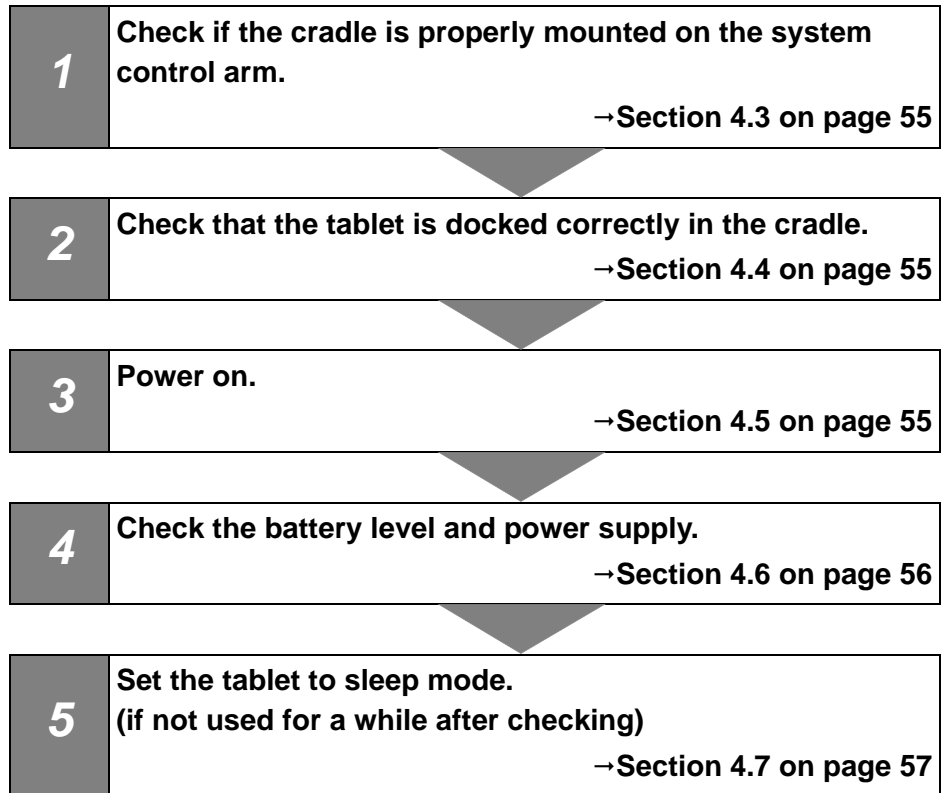 1
Check if the cradle is properly mounted on the system
control arm.
→Section 4.3 on page 55
2
Check that the tablet is docked correctly in the cradle.
→Section 4.4 on page 55
3
Power on.
→Section 4.5 on page 55
4
Check the battery level and power supply.
→Section 4.6 on page 56
5
Set the tablet to sleep mode.
(if not used for a while after checking)
→Section 4.7 on page 57